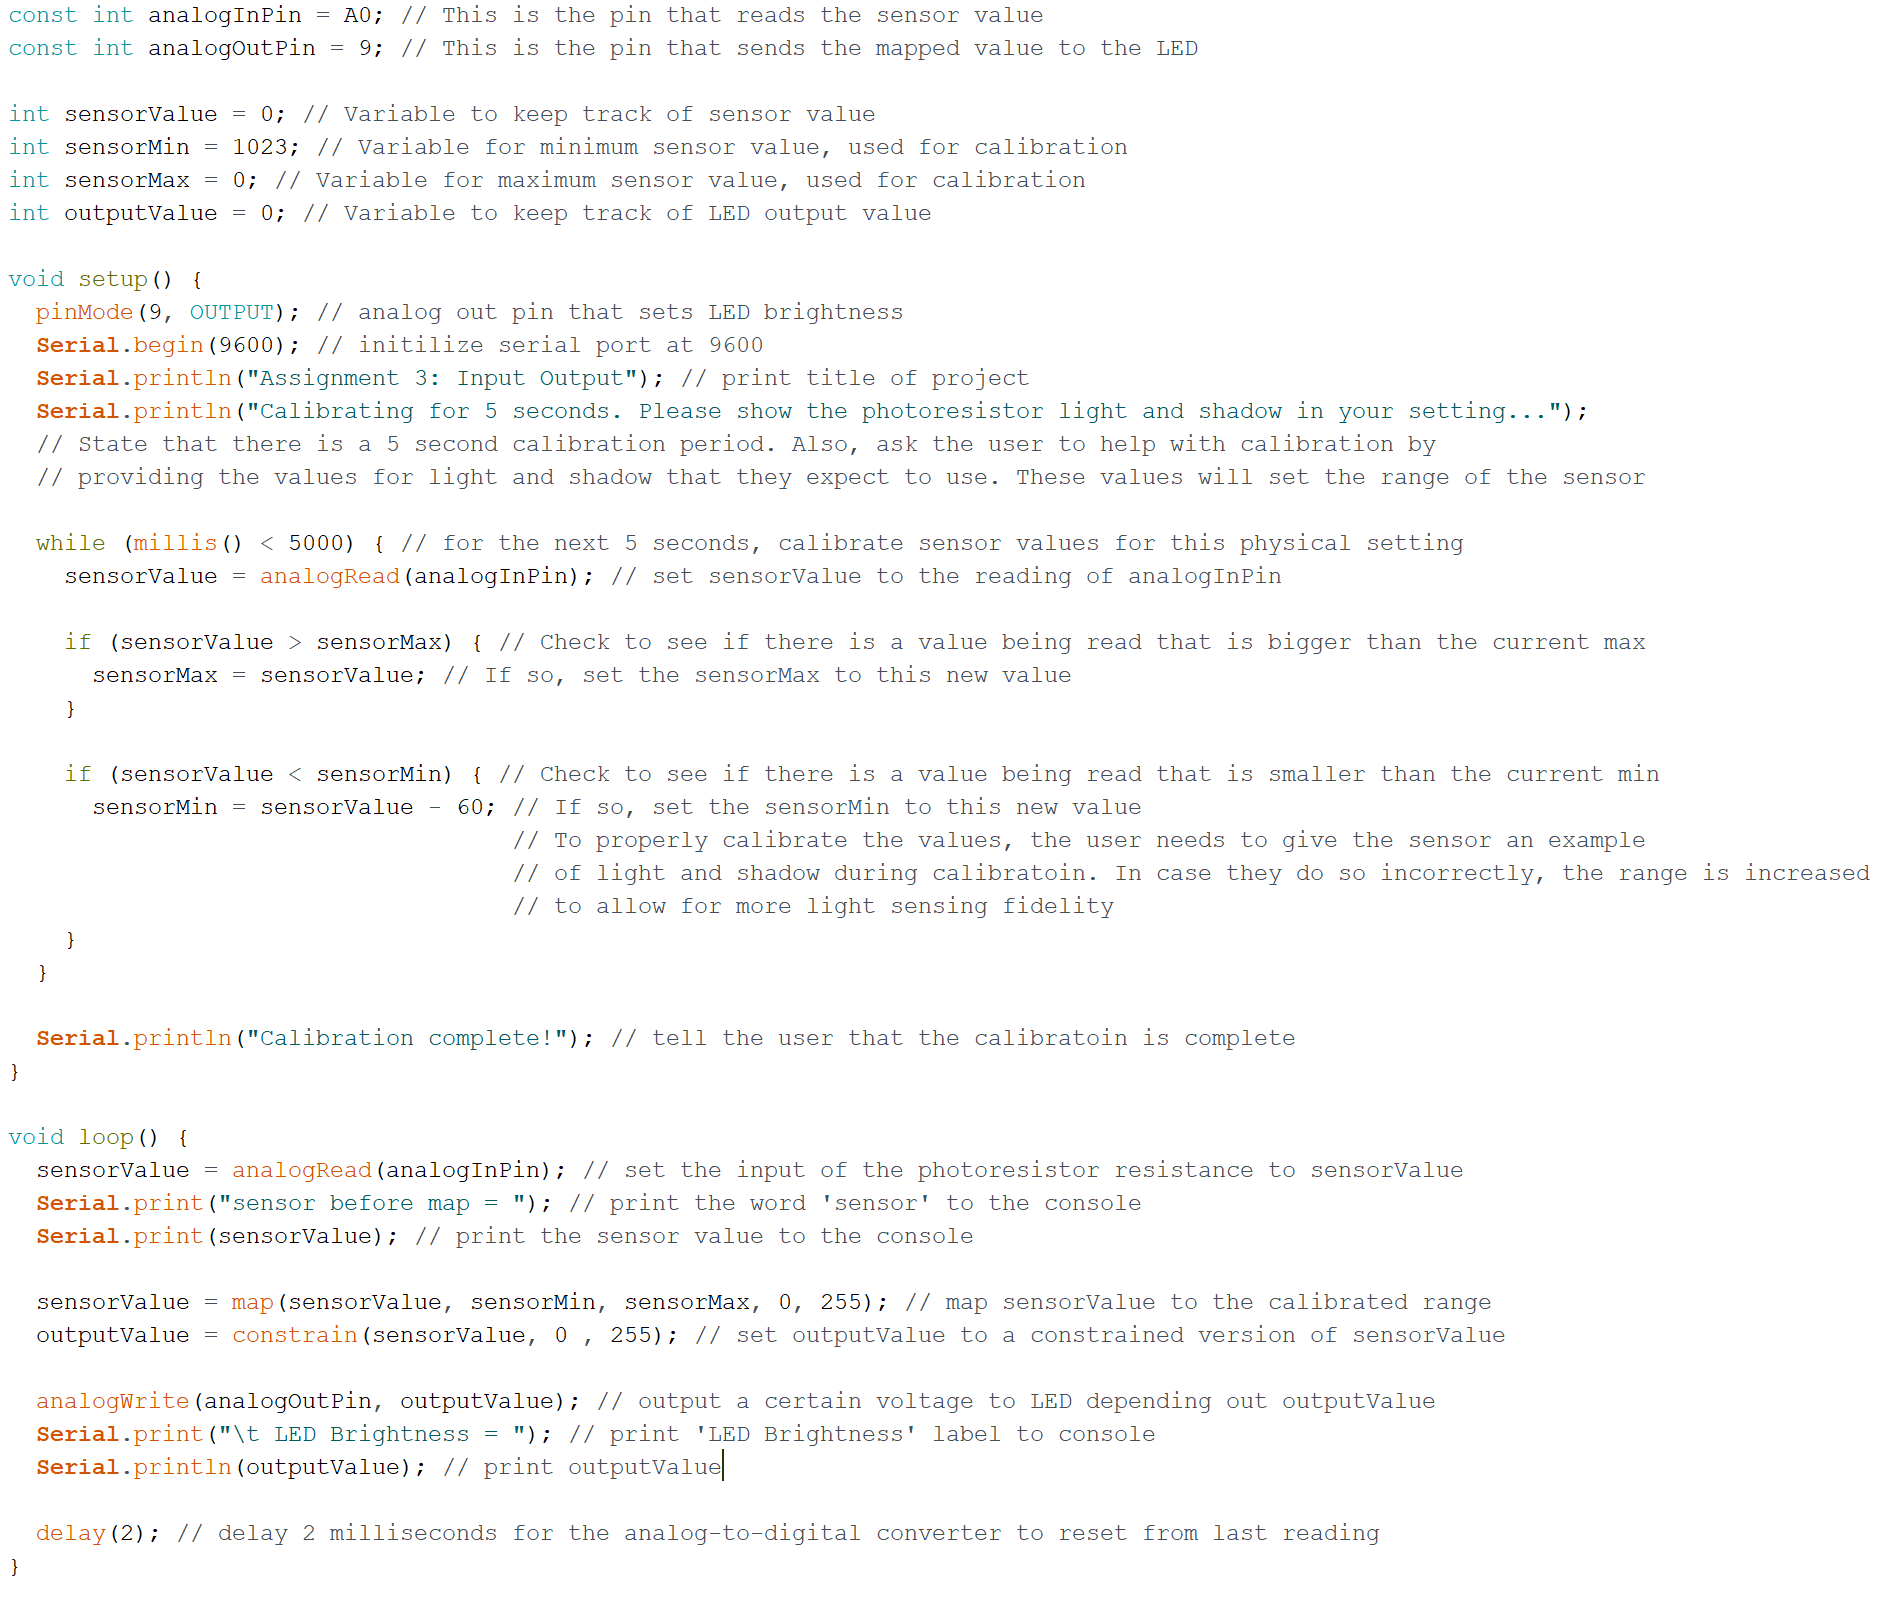 const int analogInPin = A0; // This is the pin that reads the sensor value
const int analogOutPin = 9; // This is the pin that sends the mapped value to the LED

int sensorValue = 0; // Variable to keep track of sensor value
int sensorMin = 1023; // Variable for minimum sensor value, used for calibration
int sensorMax = 0; // Variable for maximum sensor value, used for calibration
int outputValue = 0; // Variable to keep track of LED output value

void setup() {
  pinMode(9, OUTPUT); // analog out pin that sets LED brightness
  Serial.begin(9600); // initilize serial port at 9600
  Serial.println("Assignment 3: Input Output"); // print title of project
  Serial.println("Calibrating for 5 seconds. Please show the photoresistor light and shadow in your setting...");
  // State that there is a 5 second calibration period. Also, ask the user to help with calibration by
  // providing the values for light and shadow that they expect to use. These values will set the range of the sensor

  while (millis() < 5000) { // for the next 5 seconds, calibrate sensor values for this physical setting
    sensorValue = analogRead(analogInPin); // set sensorValue to the reading of analogInPin

    if (sensorValue > sensorMax) { // Check to see if there is a value being read that is bigger than the current max
      sensorMax = sensorValue; // If so, set the sensorMax to this new value
    }

    if (sensorValue < sensorMin) { // Check to see if there is a value being read that is smaller than the current min
      sensorMin = sensorValue - 60; // If so, set the sensorMin to this new value
                                    // To properly calibrate the values, the user needs to give the sensor an example
                                    // of light and shadow during calibratoin. In case they do so incorrectly, the range is increased
                                    // to allow for more light sensing fidelity
    }
  }

  Serial.println("Calibration complete!"); // tell the user that the calibratoin is complete
}

void loop() {
  sensorValue = analogRead(analogInPin); // set the input of the photoresistor resistance to sensorValue
  Serial.print("sensor before map = "); // print the word 'sensor' to the console
  Serial.print(sensorValue); // print the sensor value to the console

  sensorValue = map(sensorValue, sensorMin, sensorMax, 0, 255); // map sensorValue to the calibrated range
  outputValue = constrain(sensorValue, 0 , 255); // set outputValue to a constrained version of sensorValue

  analogWrite(analogOutPin, outputValue); // output a certain voltage to LED depending out outputValue
  Serial.print("\t LED Brightness = "); // print 'LED Brightness' label to console
  Serial.println(outputValue); // print outputValue

  delay(2); // delay 2 milliseconds for the analog-to-digital converter to reset from last reading
}